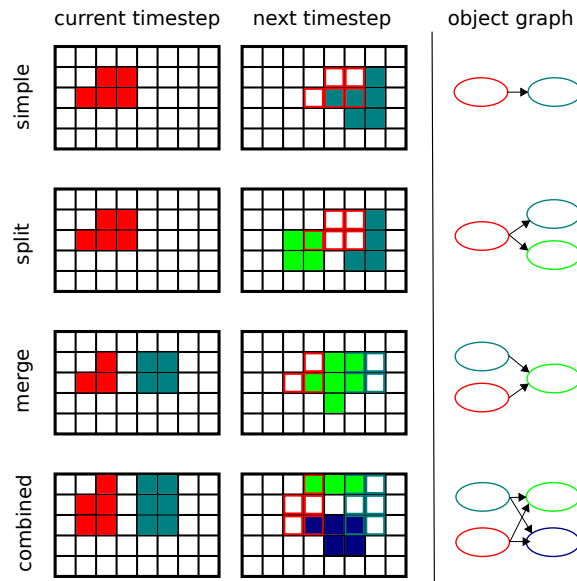 current timestep
next timestep
object graph
simple
split
merge
combined